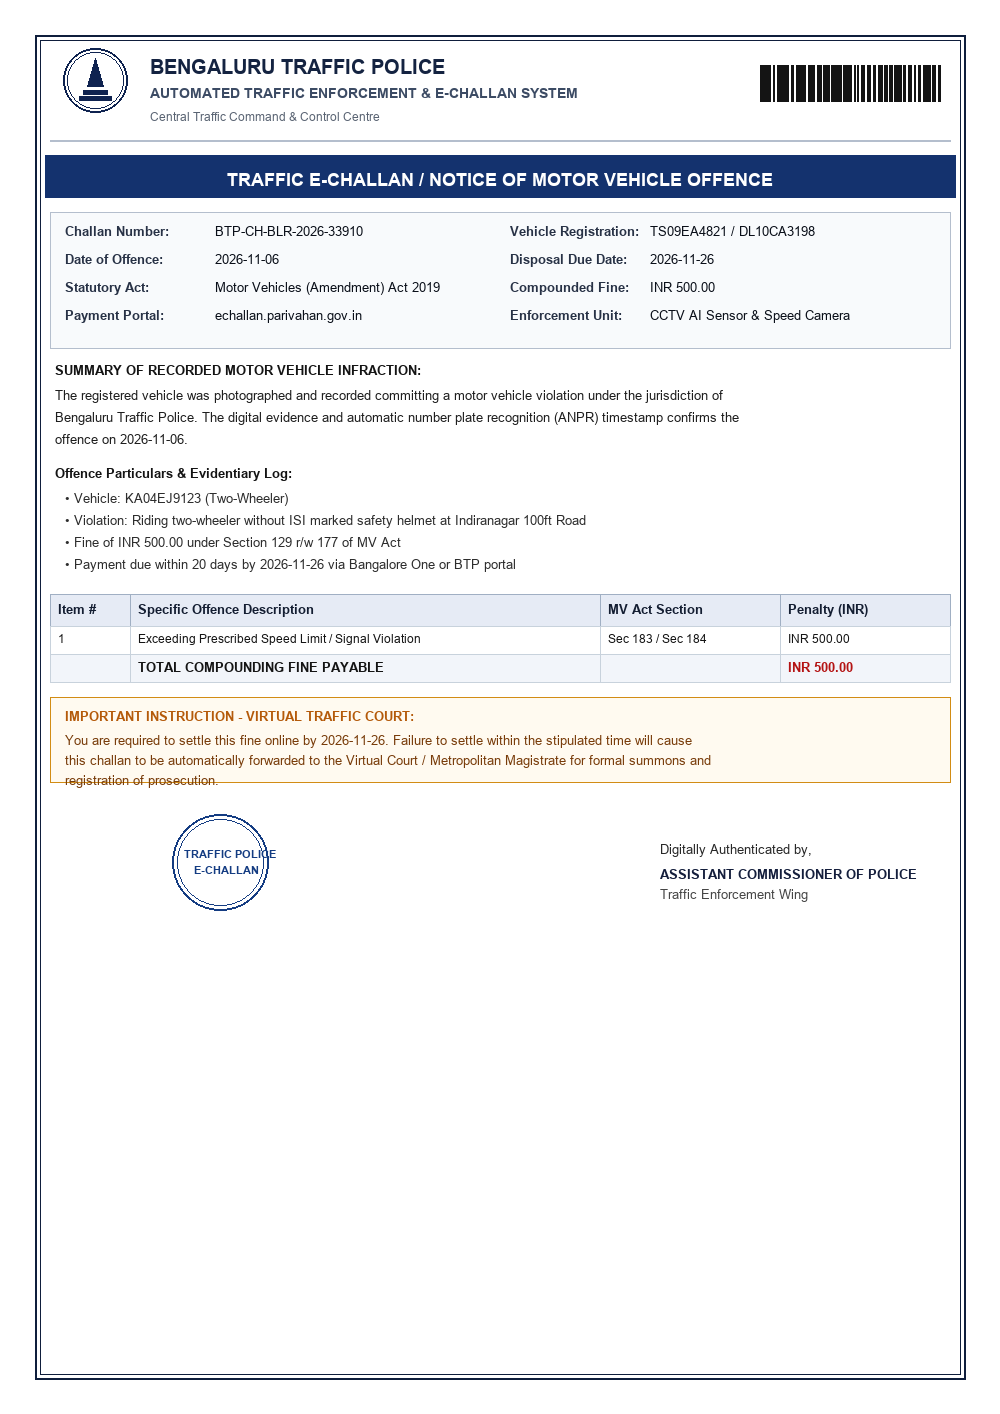 BENGALURU TRAFFIC POLICE
AUTOMATED TRAFFIC ENFORCEMENT & E-CHALLAN SYSTEM
Central Traffic Command & Control Centre
TRAFFIC E-CHALLAN / NOTICE OF MOTOR VEHICLE OFFENCE
Challan Number: BTP-CH-BLR-2026-33910 Vehicle Registration: TS09EA4821 / DL10CA3198
Date of Offence: 2026-11-06 Disposal Due Date: 2026-11-26
Statutory Act: Motor Vehicles (Amendment) Act 2019 Compounded Fine: INR 500.00
Payment Portal: echallan.parivahan.gov.in Enforcement Unit: CCTV AI Sensor & Speed Camera
SUMMARY OF RECORDED MOTOR VEHICLE INFRACTION:
The registered vehicle was photographed and recorded committing a motor vehicle violation under the jurisdiction of
Bengaluru Traffic Police. The digital evidence and automatic number plate recognition (ANPR) timestamp confirms the
offence on 2026-11-06.
Offence Particulars & Evidentiary Log:
• Vehicle: KA04EJ9123 (Two-Wheeler)
• Violation: Riding two-wheeler without ISI marked safety helmet at Indiranagar 100ft Road
• Fine of INR 500.00 under Section 129 r/w 177 of MV Act
• Payment due within 20 days by 2026-11-26 via Bangalore One or BTP portal
Item # Specific Offence Description MV Act Section Penalty (INR)
1 Exceeding Prescribed Speed Limit / Signal Violation Sec 183 / Sec 184 INR 500.00
TOTAL COMPOUNDING FINE PAYABLE INR 500.00
IMPORTANT INSTRUCTION - VIRTUAL TRAFFIC COURT:
You are required to settle this fine online by 2026-11-26. Failure to settle within the stipulated time will cause
this challan to be automatically forwarded to the Virtual Court / Metropolitan Magistrate for formal summons and
registration of prosecution.
TRAFFIC POLICE
E-CHALLAN
Digitally Authenticated by,
ASSISTANT COMMISSIONER OF POLICE
Traffic Enforcement Wing